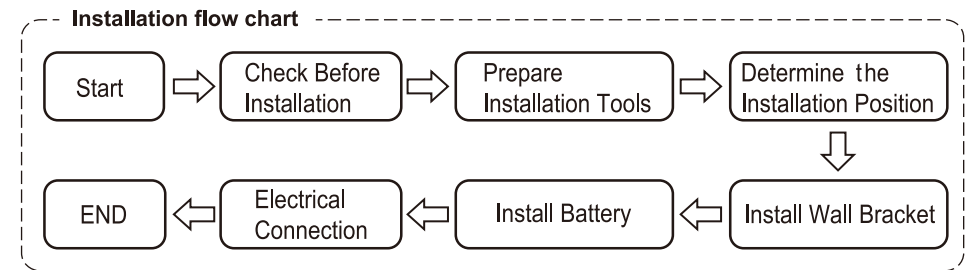 Installation flow chart
Start
Check Before
Installation
Prepare
Installation Tools
Determine the
Installation Position
Install Wall Bracket
Install Battery
Electrical
Connection
END